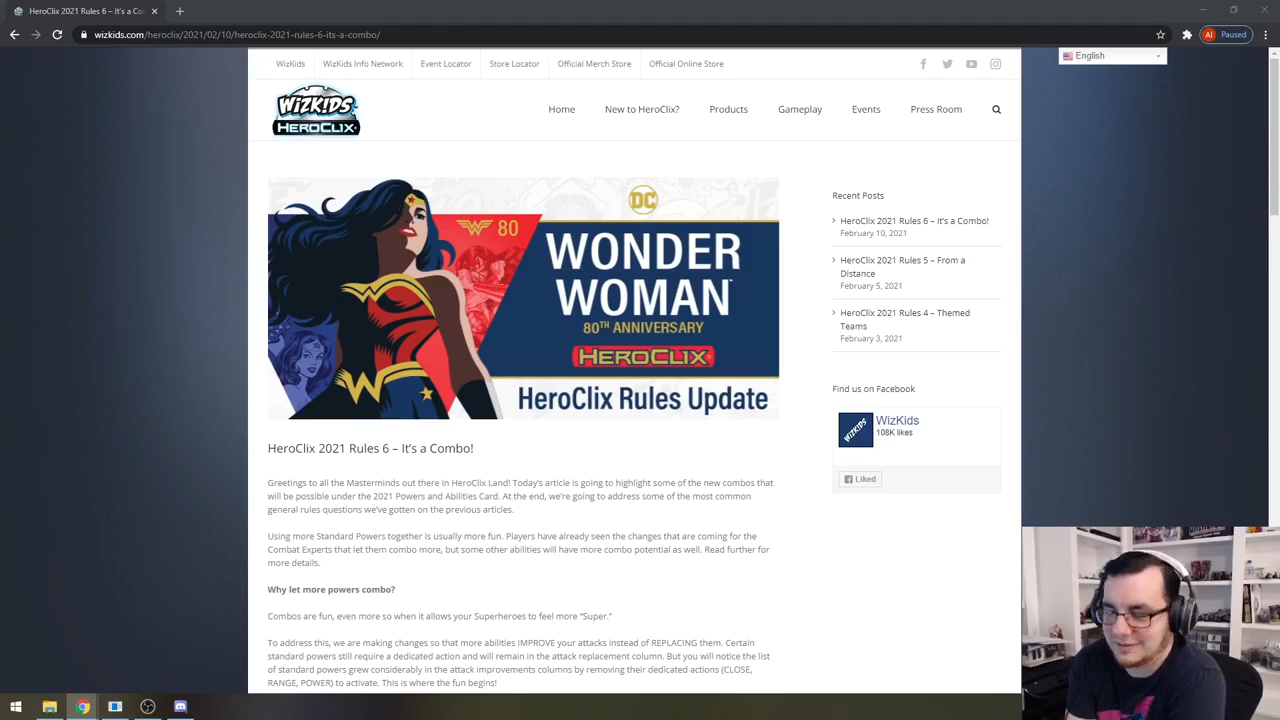 HeroClix 2021 Rules 6 – It's a Co
wizkids.com/heroclix/2021/02/10/heroclix-2021-rules-6-its-a-combo/
AI Paused
English
WizKids WizKids Info Network Event Locator Store Locator Official Merch Store Official Online Store
WIZKIDS
HEROCLIX
Home New to HeroClix? Products Gameplay Events Press Room
DC
80
WONDER
WOMAN
80TH ANNIVERSARY
HEROCLIX
HeroClix Rules Update
HeroClix 2021 Rules 6 – It's a Combo!
Greetings to all the Masterminds out there in HeroClix Land! Today's article is going to highlight some of the new combos that
will be possible under the 2021 Powers and Abilities Card. At the end, we're going to address some of the most common
general rules questions we've gotten on the previous articles.
Using more Standard Powers together is usually more fun. Players have already seen the changes that are coming for the
Combat Experts that let them combo more, but some other abilities will have more combo potential as well. Read further for
more details.
Why let more powers combo?
Combos are fun, even more so when it allows your Superheroes to feel more "Super."
To address this, we are making changes so that more abilities IMPROVE your attacks instead of REPLACING them. Certain
standard powers still require a dedicated action and will remain in the attack replacement column. But you will notice the list
of standard powers grew considerably in the attack improvements columns by removing their dedicated actions (CLOSE,
RANGE, POWER) to activate. This is where the fun begins!
Recent Posts
HeroClix 2021 Rules 6 – It's a Combo!
February 10, 2021
HeroClix 2021 Rules 5 – From a
Distance
February 5, 2021
HeroClix 2021 Rules 4 – Themed
Teams
February 3, 2021
Find us on Facebook
WIZKIDS
WizKids
108K likes
Liked